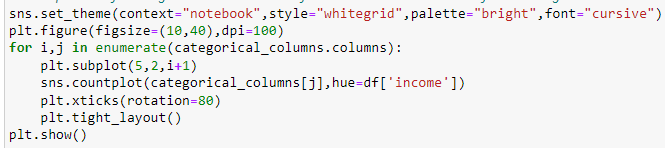 sns.set_theme(context="notebook",style="whitegrid",palette="bright",font="cursive")
plt.figure(figsize=(10,40),dpi=100)
for i,j in enumerate(categorical_columns.columns):
    plt.subplot(5,2,i+1)
    sns.countplot(categorical_columns[j],hue=df['income'])
    plt.xticks(rotation=80)
    plt.tight_layout()
plt.show()